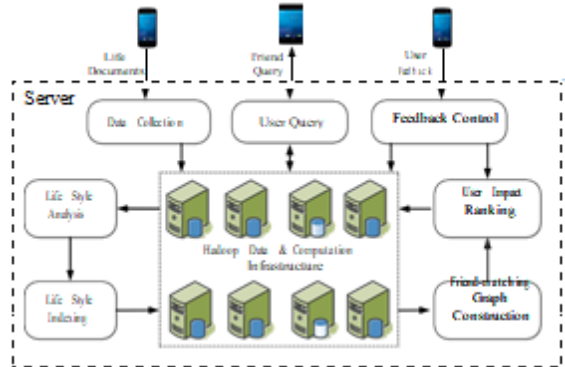 Life
Documents
Friend
Query
User
Server
Data Collection
User Query
Feedback Control
Life Style
Analysis
User Impact
Ranking
Hadoop Data & Computation
Infrastructure
Life Style
Indexing
Friend-matching
Graph
Construction